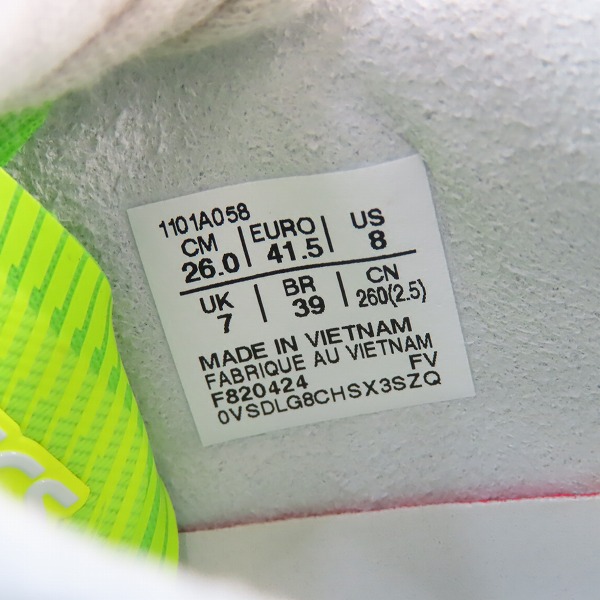 1101A058
CM EURO US
26.0 41.5 8
UK BR CN
7 39 260(2.5)
MADE IN VIETNAM
FABRIQUE AU VIETNAM
F820424 FV
0VSDLG8CHSX3SZQ